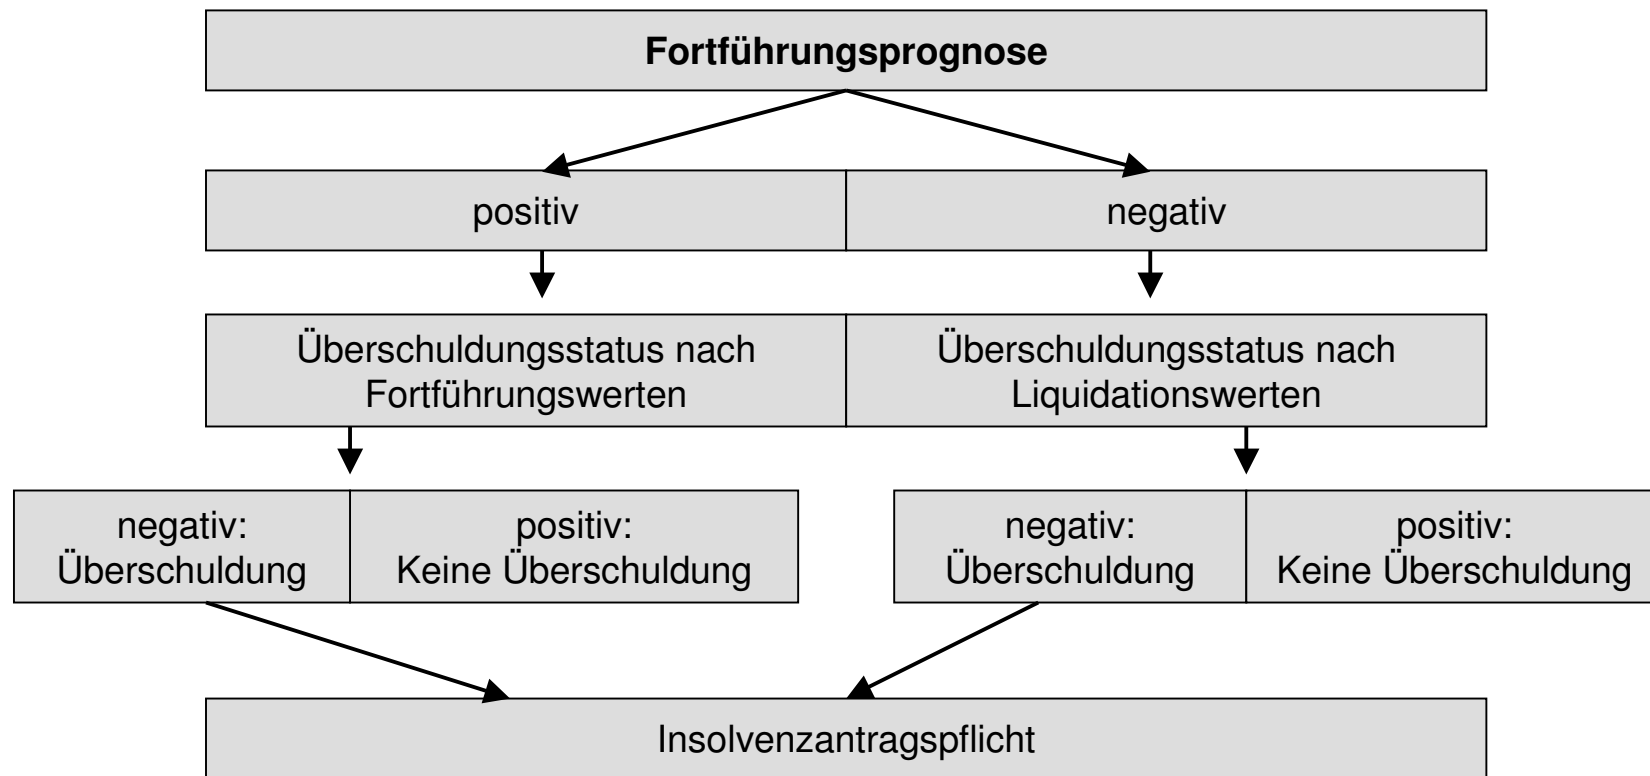 Fortführungsprognose
positiv
negativ
Überschuldungsstatus nach
Fortführungswerten
Überschuldungsstatus nach
Liquidationswerten
negativ:
Überschuldung
positiv:
Keine Überschuldung
negativ:
Überschuldung
positiv:
Keine Überschuldung
Insolvenzantragspflicht